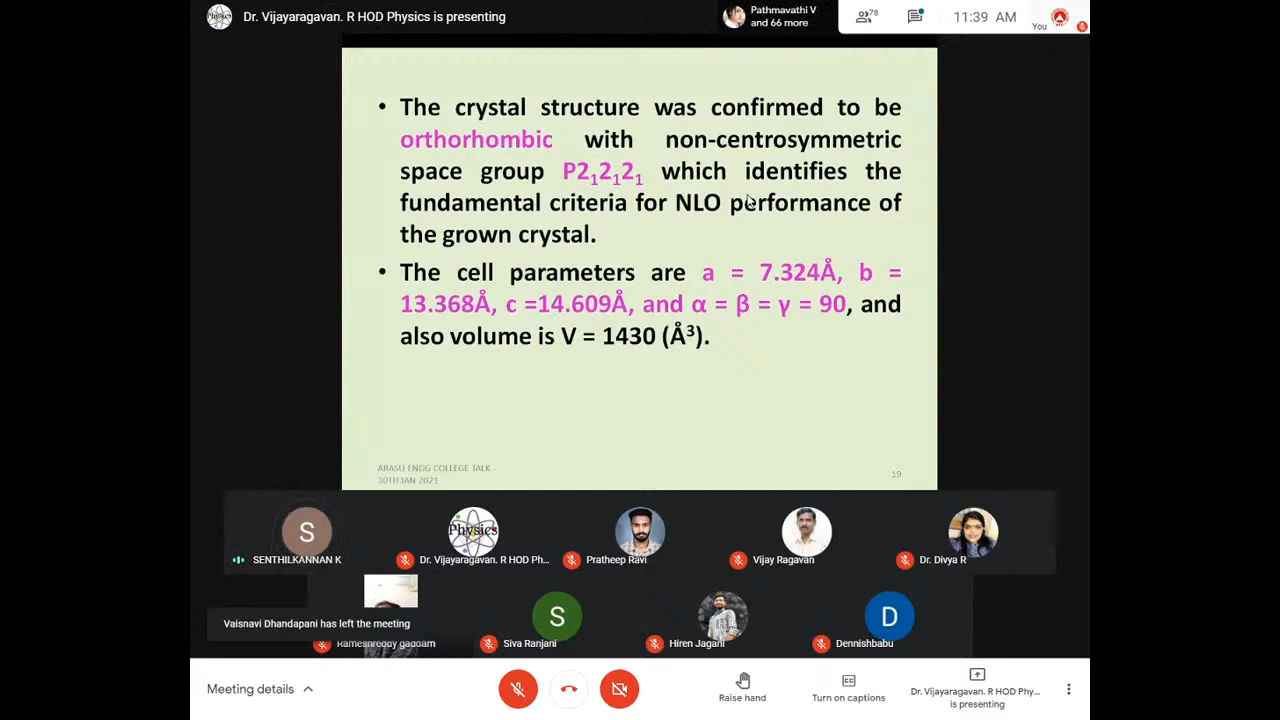 Dr. Vijayaragavan. R HOD Physics is presenting
Pathmavathi V
and 66 more
78
11:39 AM
You
• The crystal structure was confirmed to be
orthorhombic with non-centrosymmetric
space group P2₁2₁2₁ which identifies the
fundamental criteria for NLO performance of
the grown crystal.
• The cell parameters are a = 7.324Å, b =
13.368Å, c =14.609Å, and α = β = γ = 90, and
also volume is V = 1430 (Å³).
ARASU ENGG COLLEGE TALK -
30TH JAN 2021
19
S
Physics
SENTHILKANNAN K
Dr. Vijayaragavan. R HOD Ph...
Pratheep Ravi
Vijay Ragavan
Dr. Divya R
S
D
Vaisnavi Dhandapani has left the meeting
Rameshreddy gaddam
Siva Ranjani
Hiren Jagani
Dennishbabu
Meeting details
Raise hand
CC
Turn on captions
Dr. Vijayaragavan. R HOD Phy...
is presenting